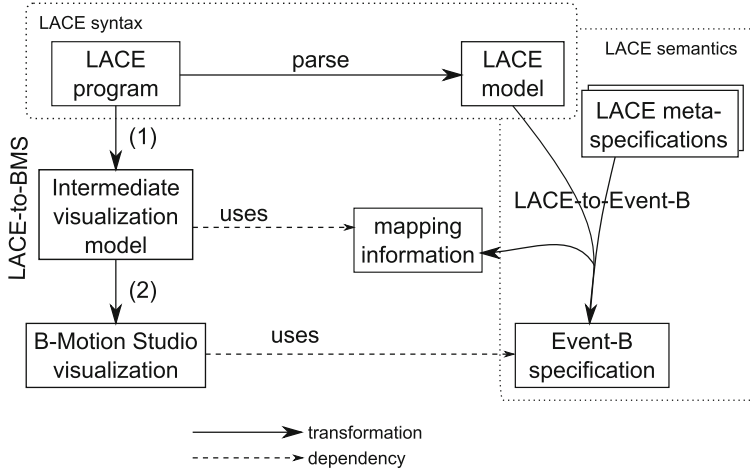 LACE syntax
LACE
program
parse
LACE
model
LACE semantics
LACE meta-
specifications
(1)
LACE-to-BMS
Intermediate
visualization
model
uses
mapping
information
LACE-to-Event-B
(2)
B-Motion Studio
visualization
uses
Event-B
specification
transformation
dependency